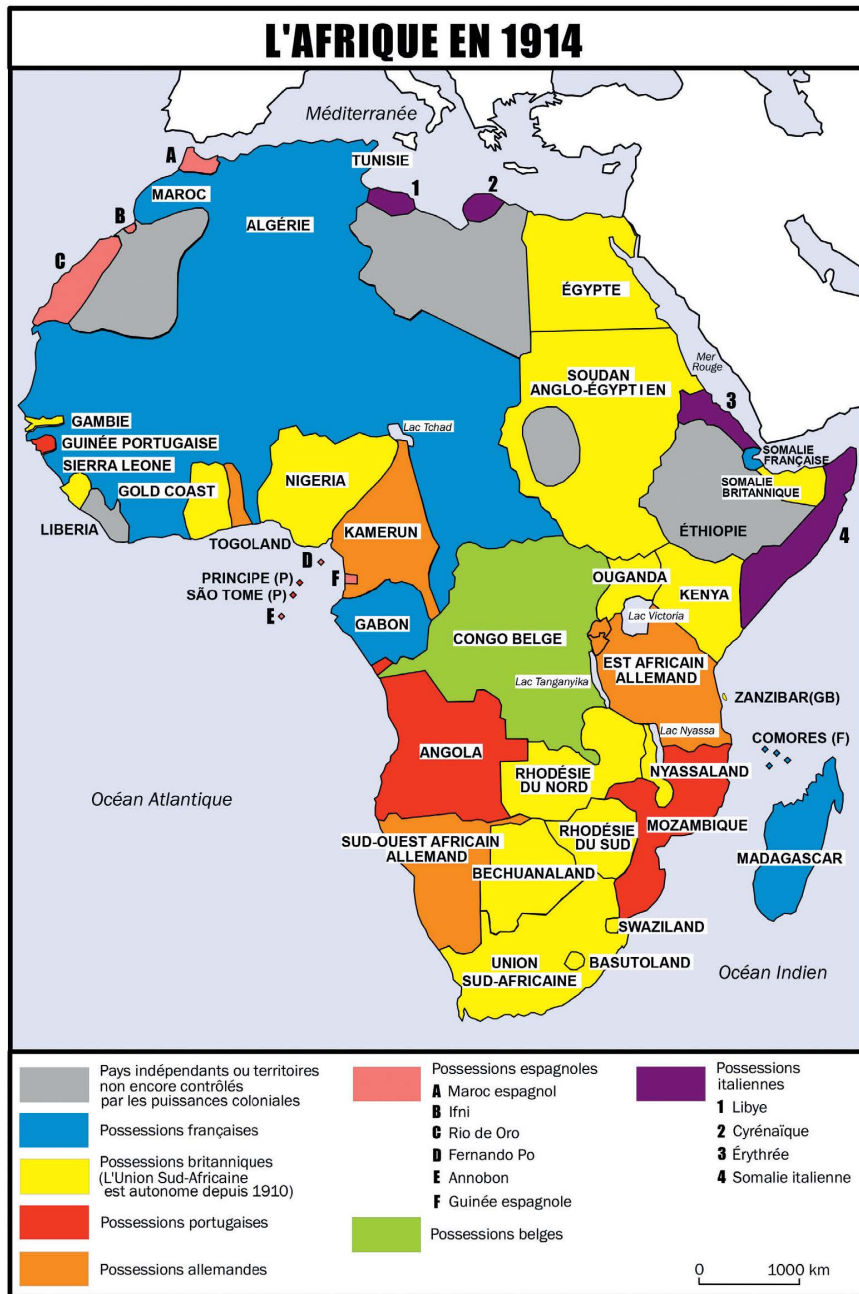 L'AFRIQUE EN 1914
Méditerranée
A
TUNISIE
MAROC
1
2
B
ALGÉRIE
C
ÉGYPTE
Mer
Rouge
SOUDAN
ANGLO-ÉGYPTIEN
3
GAMBIE
Lac Tchad
GUINÉE PORTUGAISE
SOMALIE
FRANÇAISE
SIERRA LEONE
NIGERIA
SOMALIE
BRITANNIQUE
GOLD COAST
LIBERIA
KAMERUN
ÉTHIOPIE
4
TOGOLAND
D
PRINCIPE (P)
F
OUGANDA
SÃO TOME (P)
KENYA
E
GABON
Lac Victoria
CONGO BELGE
EST AFRICAIN
ALLEMAND
Lac Tanganyika
ZANZIBAR(GB)
Lac Nyassa
COMORES (F)
ANGOLA
RHODÉSIE
DU NORD
NYASSALAND
Océan Atlantique
MOZAMBIQUE
SUD-OUEST AFRICAIN
ALLEMAND
RHODÉSIE
DU SUD
MADAGASCAR
BECHUANALAND
SWAZILAND
UNION
SUD-AFRICAINE
BASUTOLAND
Océan Indien
Pays indépendants ou territoires
non encore contrôlés
par les puissances coloniales
Possessions françaises
Possessions britanniques
(L'Union Sud-Africaine
est autonome depuis 1910)
Possessions portugaises
Possessions allemandes
Possessions espagnoles
A Maroc espagnol
B Ifni
C Rio de Oro
D Fernando Po
E Annobon
F Guinée espagnole
Possessions belges
Possessions
italiennes
1 Libye
2 Cyrénaïque
3 Érythrée
4 Somalie italienne
0 1000 km